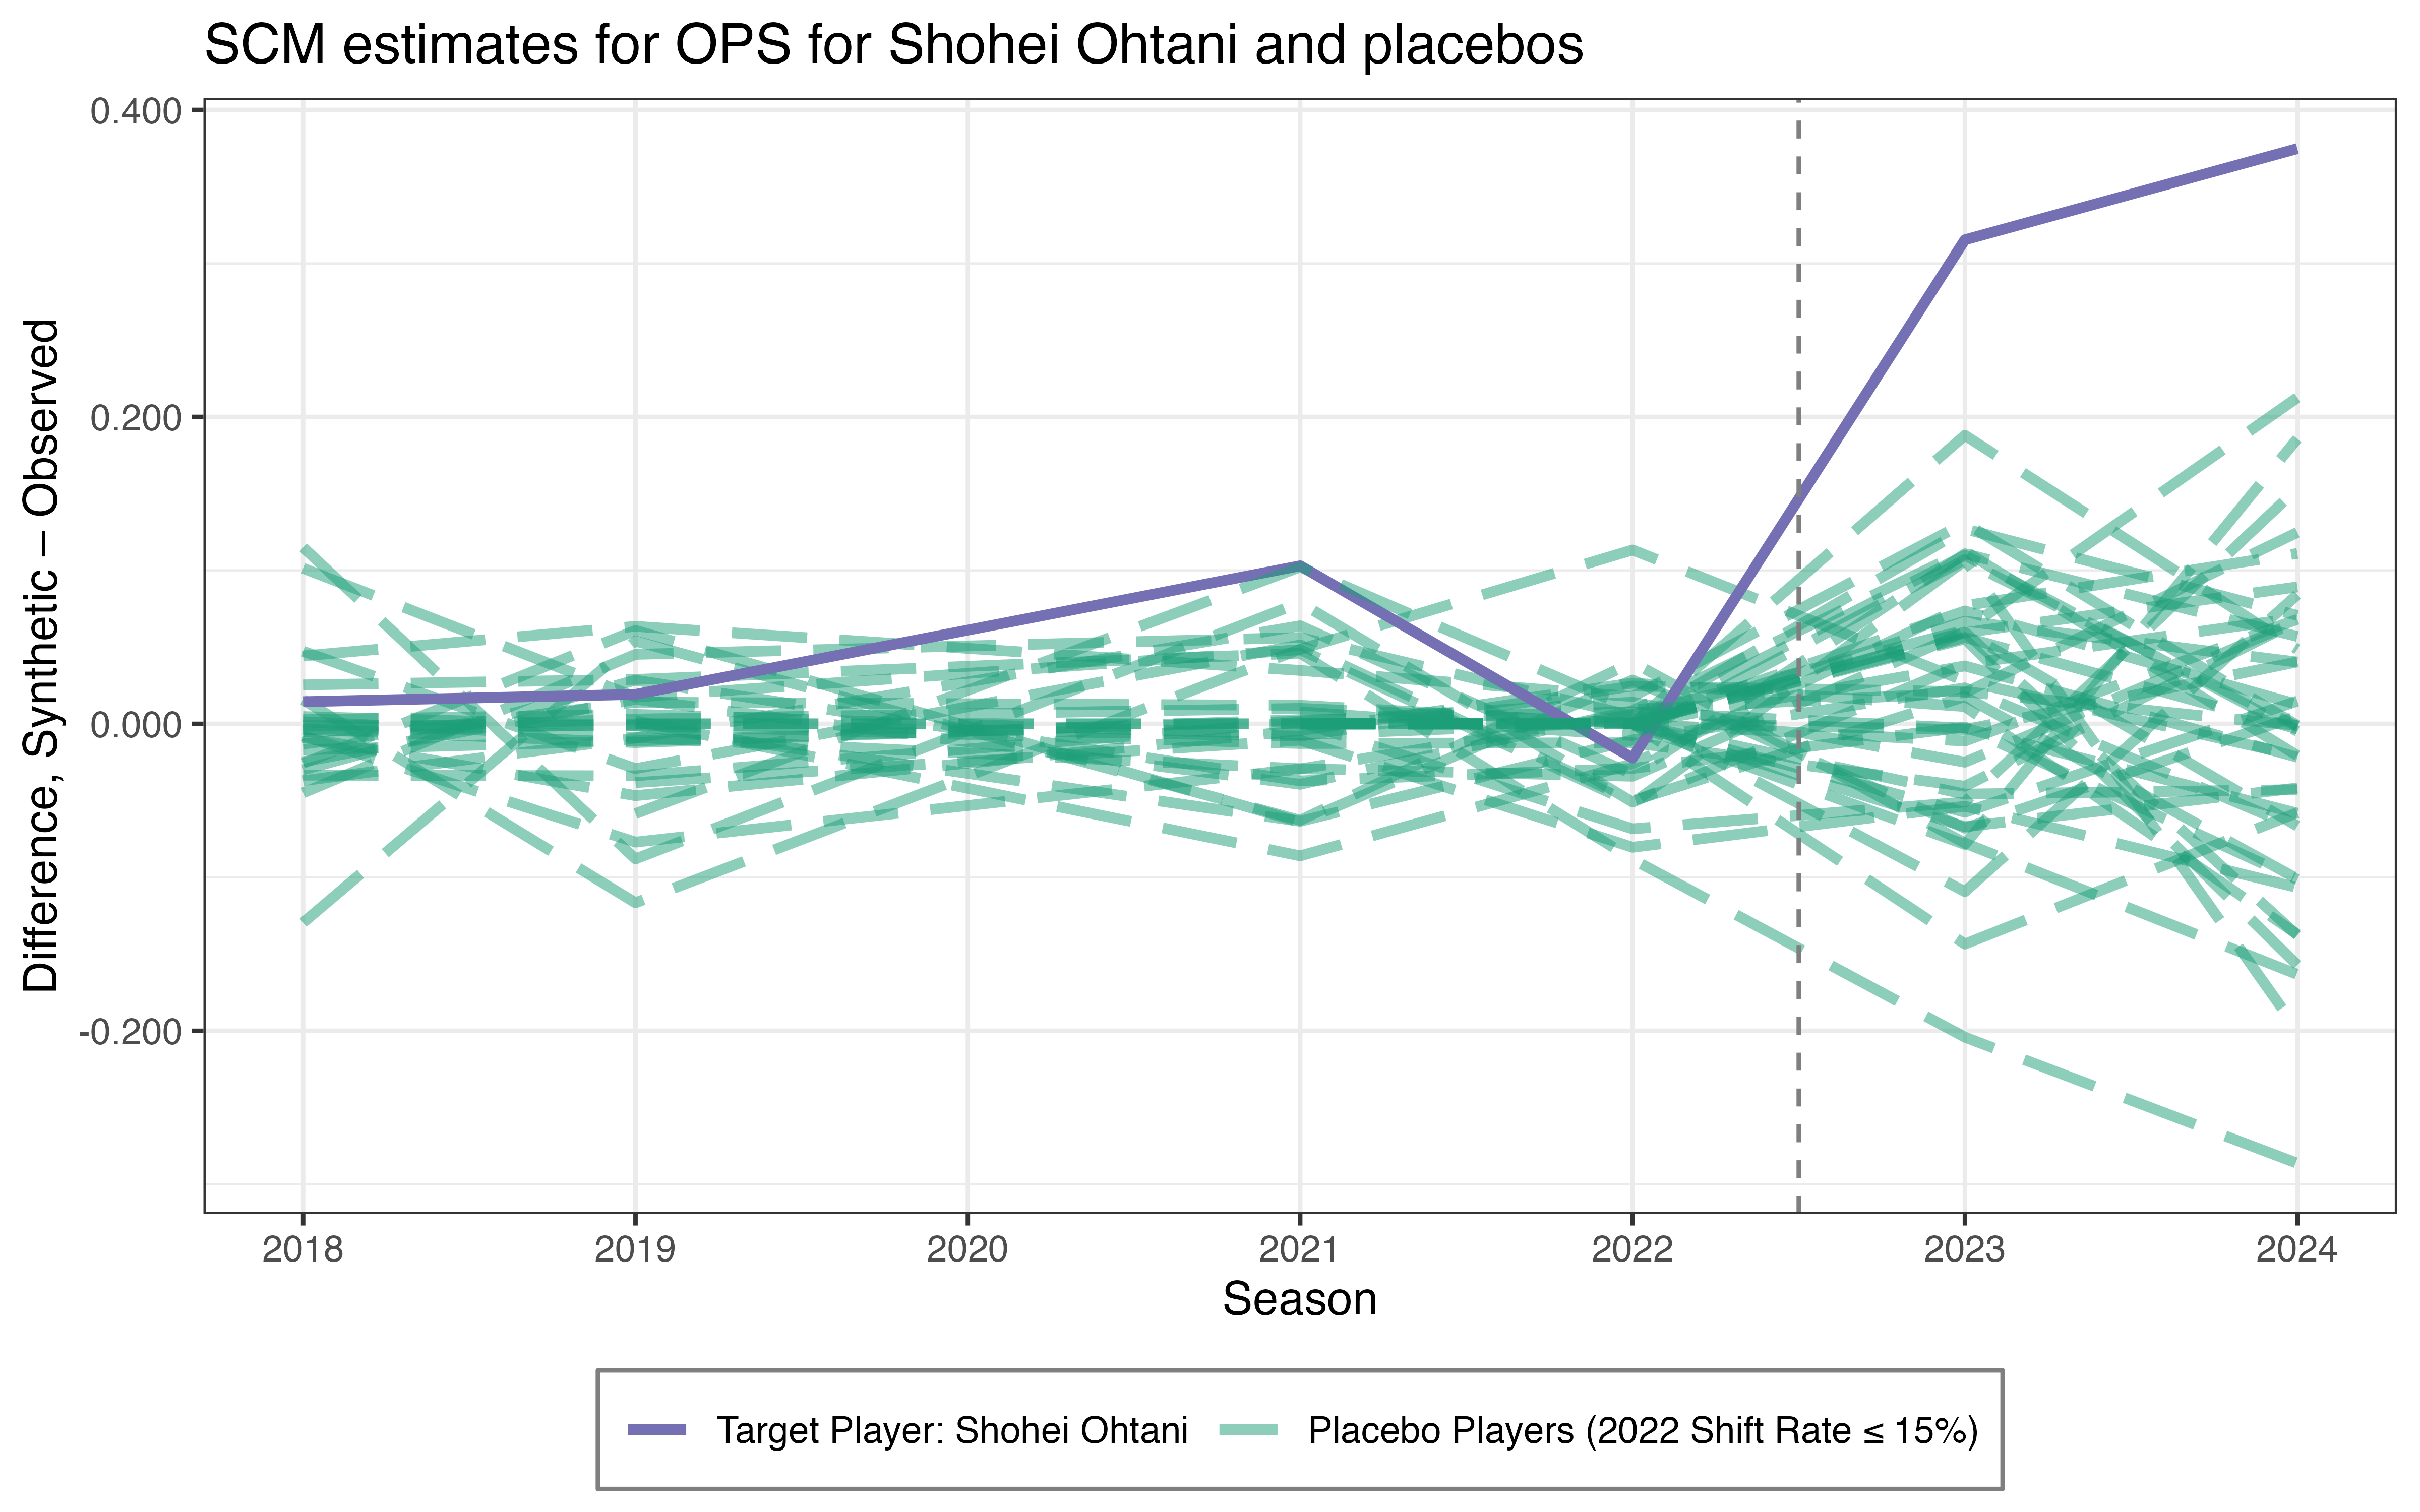 SCM estimates for OPS for Shohei Ohtani and placebos
Difference, Synthetic − Observed
0.400
0.200
0.000
-0.200
2018 2019 2020 2021 2022 2023 2024
Season
Target Player: Shohei Ohtani Placebo Players (2022 Shift Rate ≤ 15%)